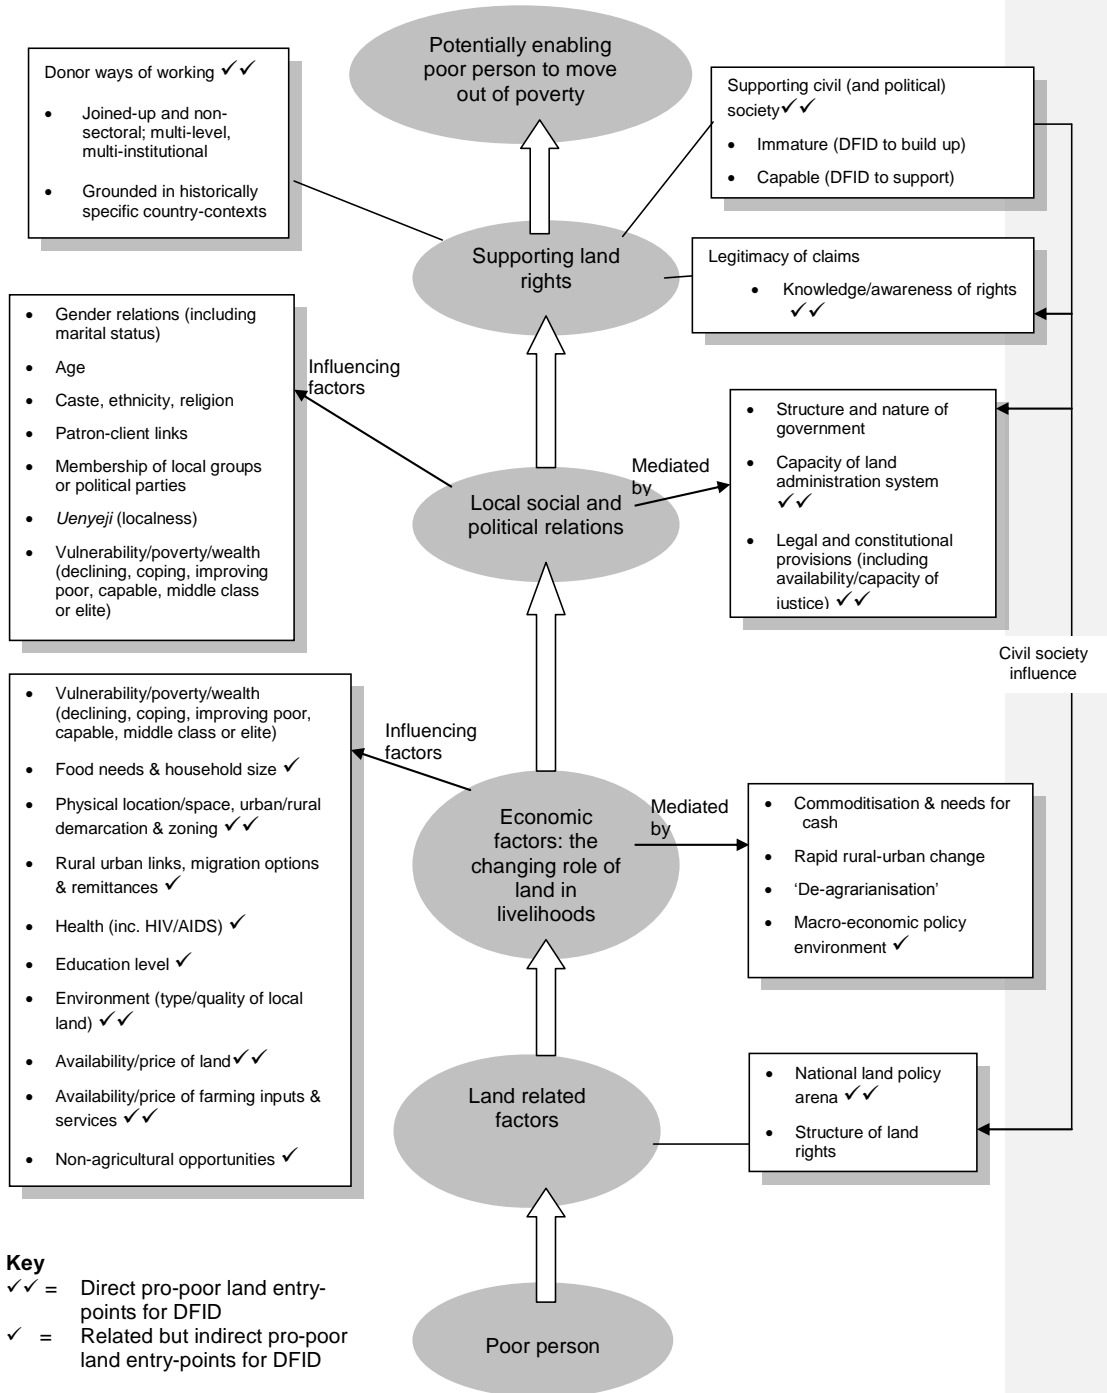 Potentially enabling
poor person to move
out of poverty
Donor ways of working ✓✓
• Joined-up and non-
sectoral; multi-level,
multi-institutional
• Grounded in historically
specific country-contexts
Supporting civil (and political)
society✓✓
• Immature (DFID to build up)
• Capable (DFID to support)
Supporting land
rights
Legitimacy of claims
• Knowledge/awareness of rights
✓✓
• Gender relations (including
marital status)
• Age
• Caste, ethnicity, religion
• Patron-client links
• Membership of local groups
or political parties
• Uenyeji (localness)
• Vulnerability/poverty/wealth
(declining, coping, improving
poor, capable, middle class
or elite)
Influencing
factors
Local social and
political relations
Mediated
by
• Structure and nature of
government
• Capacity of land
administration system
✓✓
• Legal and constitutional
provisions (including
availability/capacity of
justice) ✓✓
Civil society
influence
• Vulnerability/poverty/wealth
(declining, coping, improving poor,
capable, middle class or elite)
• Food needs & household size ✓
• Physical location/space, urban/rural
demarcation & zoning ✓✓
• Rural urban links, migration options
& remittances ✓
• Health (inc. HIV/AIDS) ✓
• Education level ✓
• Environment (type/quality of local
land) ✓✓
• Availability/price of land✓✓
• Availability/price of farming inputs &
services ✓✓
• Non-agricultural opportunities ✓
Influencing
factors
Economic
factors: the
changing role of
land in
livelihoods
Mediated
by
• Commoditisation & needs for
cash
• Rapid rural-urban change
• ‘De-agrarianisation’
• Macro-economic policy
environment ✓
Land related
factors
• National land policy
arena ✓✓
• Structure of land
rights
Poor person
Key
✓✓ = Direct pro-poor land entry-
points for DFID
✓ = Related but indirect pro-poor
land entry-points for DFID